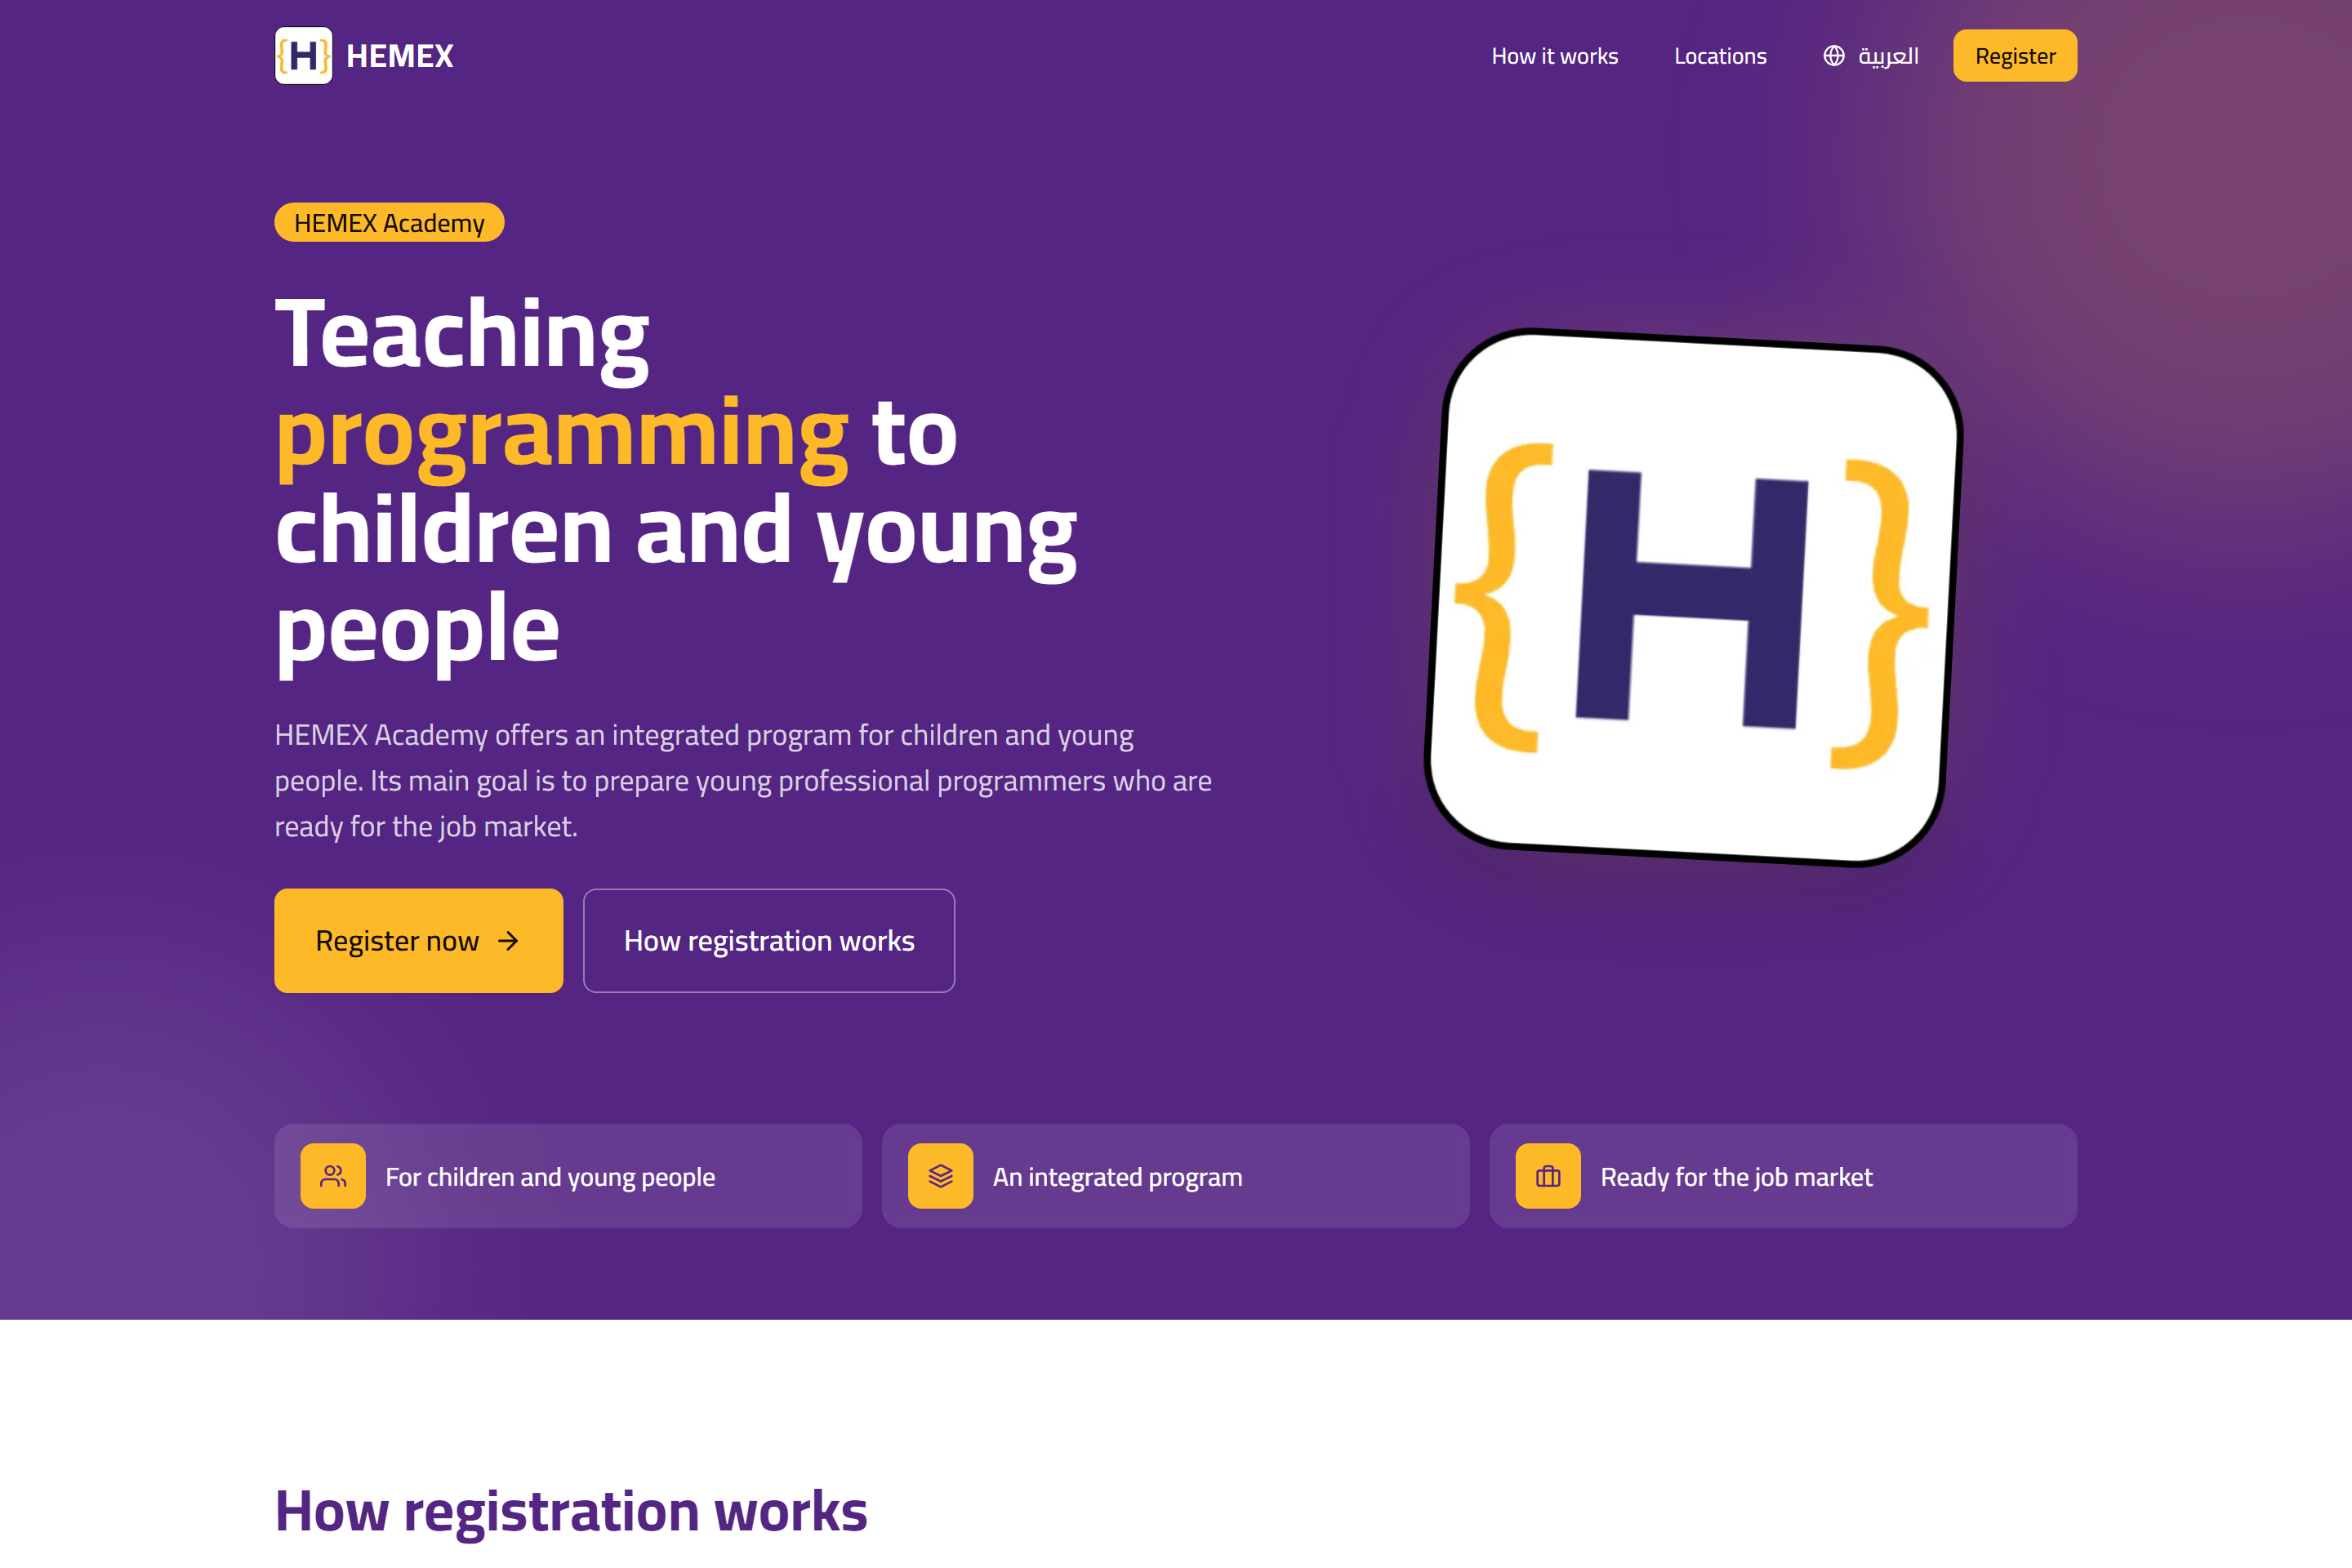 {H} HEMEX
How it works
Locations
العربية
Register
HEMEX Academy
Teaching
programming to
children and young
people
HEMEX Academy offers an integrated program for children and young
people. Its main goal is to prepare young professional programmers who are
ready for the job market.
{H}
Register now →
How registration works
For children and young people
An integrated program
Ready for the job market
How registration works